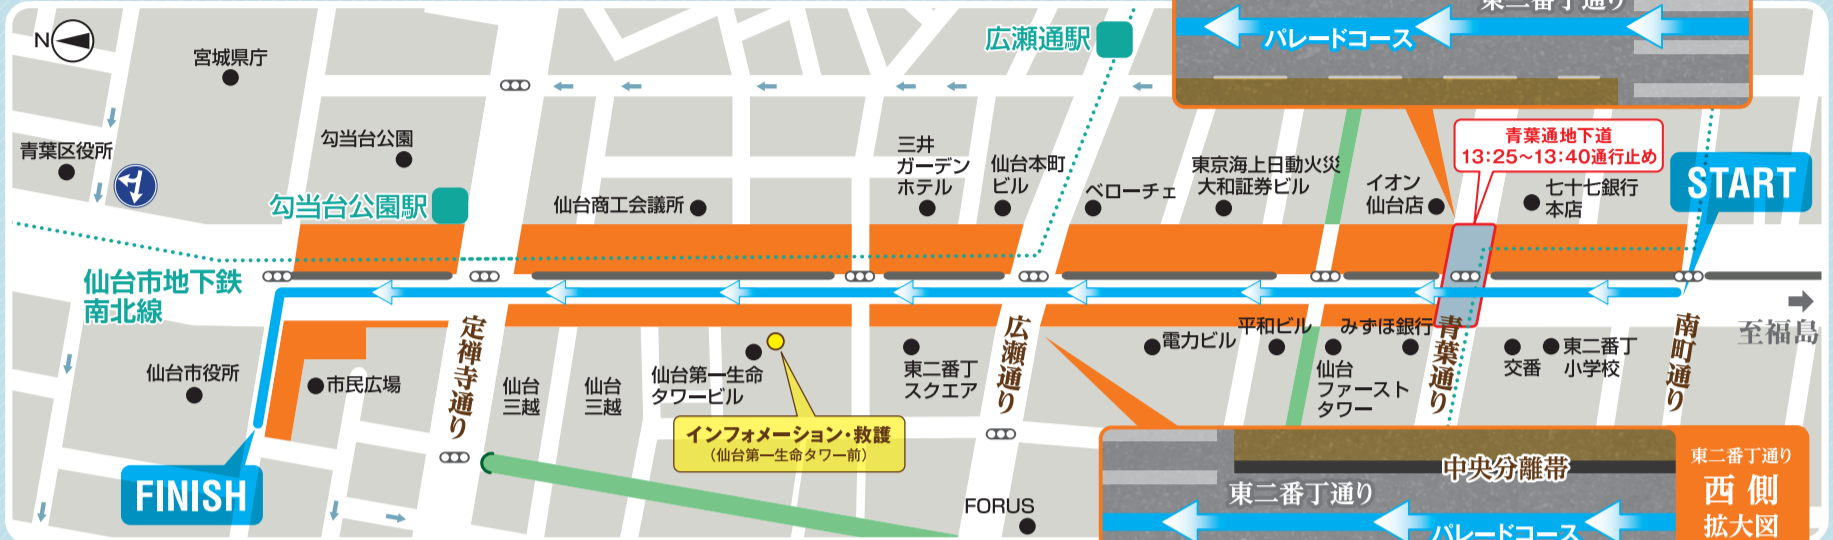 N
宮城県庁
青葉区役所
勾当台公園
勾当台公園駅
仙台市地下鉄
南北線
仙台商工会議所
三井
ガーデン
ホテル
仙台本町
ビル
広瀬通駅
ベローチェ
東京海上日動火災
大和証券ビル
イオン
仙台店
東二番丁通り
パレードコース
青葉通地下道
13:25～13:40通行止め
七十七銀行
本店
START
至福島
仙台市役所
市民広場
定禅寺通り
仙台
三越
仙台
三越
仙台第一生命
タワービル
インフォメーション・救護
（仙台第一生命タワー前）
東二番丁
スクエア
広瀬通り
電力ビル
平和ビル
仙台
ファースト
タワー
みずほ銀行
青葉通り
交番
東二番丁
小学校
南町通り
FINISH
FORUS
中央分離帯
東二番丁通り
パレードコース
東二番丁通り
西側
拡大図